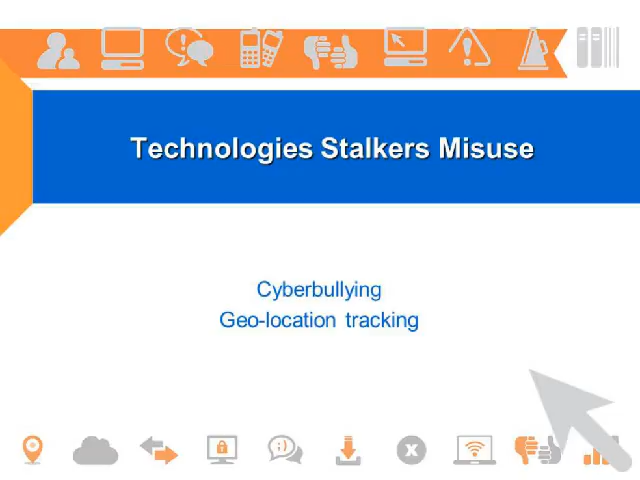 Technologies Stalkers Misuse
Cyberbullying
Geo-location tracking